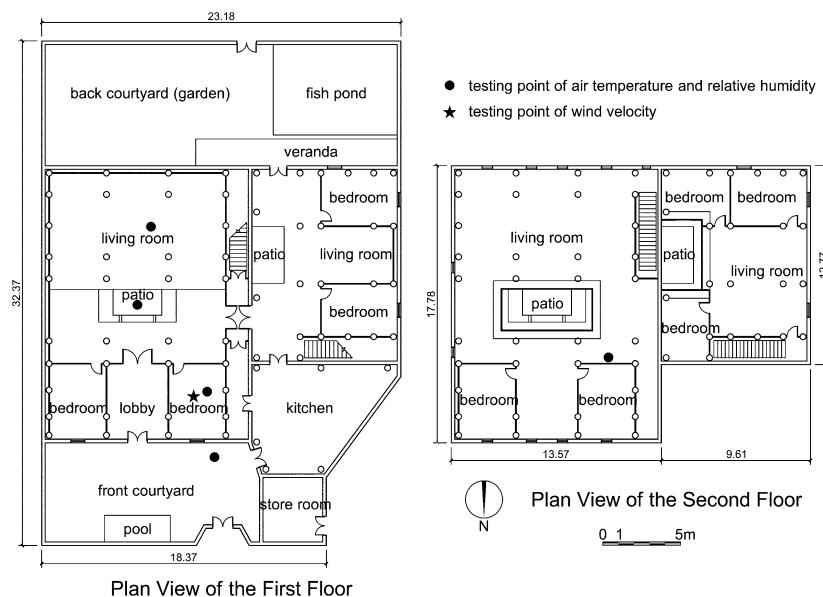 23.18
back courtyard (garden)
fish pond
veranda
bedroom
living room
patio
living room
patio
bedroom
bedroom
lobby
bedroom
kitchen
front courtyard
store room
pool
32.37
18.37
Plan View of the First Floor
testing point of air temperature and relative humidity
testing point of wind velocity
bedroom
bedroom
living room
patio
living room
patio
bedroom
bedroom
bedroom
17.78
13.57
9.61
N
Plan View of the Second Floor
0 1 5m